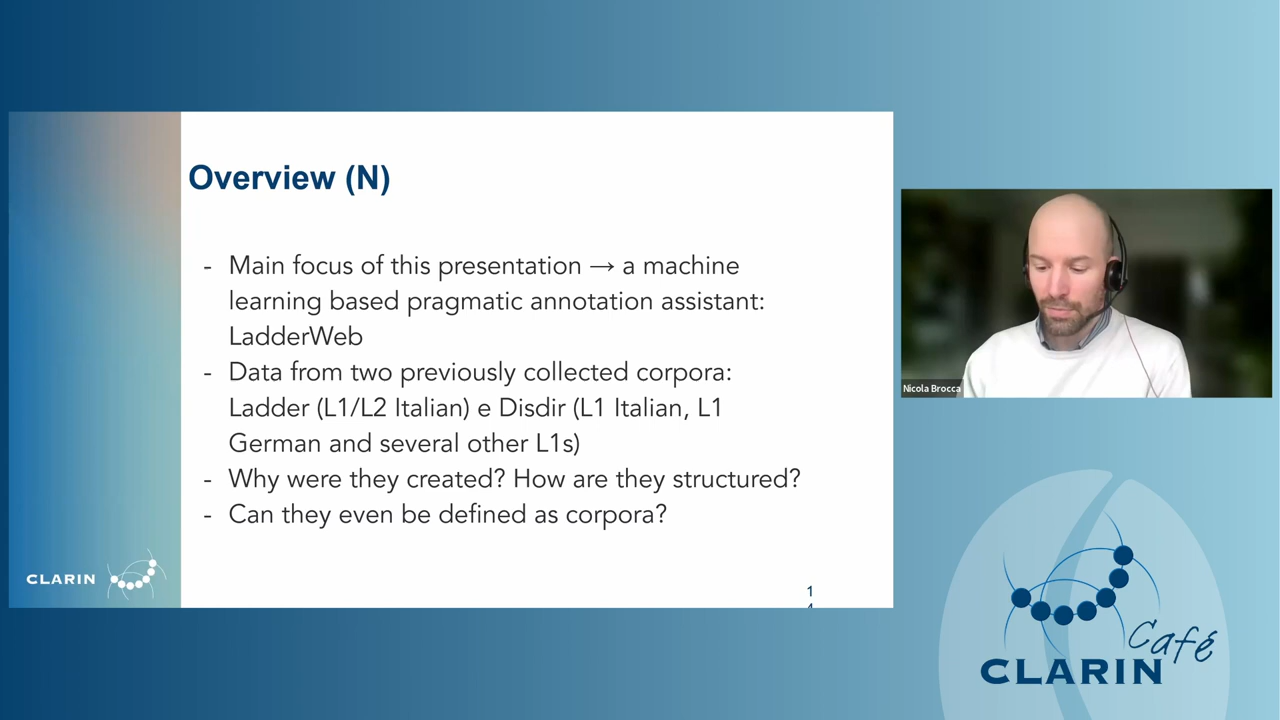 Overview (N)
- Main focus of this presentation → a machine
learning based pragmatic annotation assistant:
LadderWeb
- Data from two previously collected corpora:
Ladder (L1/L2 Italian) e Disdir (L1 Italian, L1
German and several other L1s)
- Why were they created? How are they structured?
- Can they even be defined as corpora?
CLARIN
1
4
Nicola Brocca
Café
CLARIN